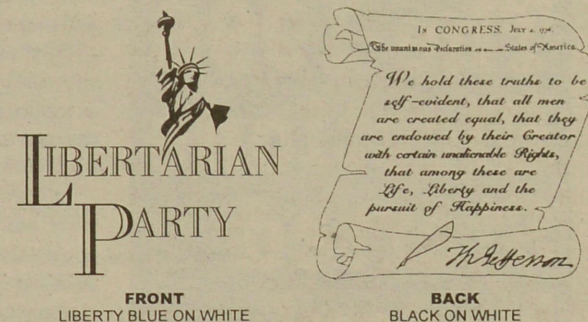 LIBERTARIAN
PARTY
FRONT
LIBERTY BLUE ON WHITE
IN CONGRESS. JULY 4, 1776.
The unanimous Declaration States of America.
We hold these truths to be
self-evident, that all men
are created equal, that they
are endowed by their Creator
with certain unalienable Rights,
that among these are
Life, Liberty and the
pursuit of Happiness.
Th Jefferson
BACK
BLACK ON WHITE